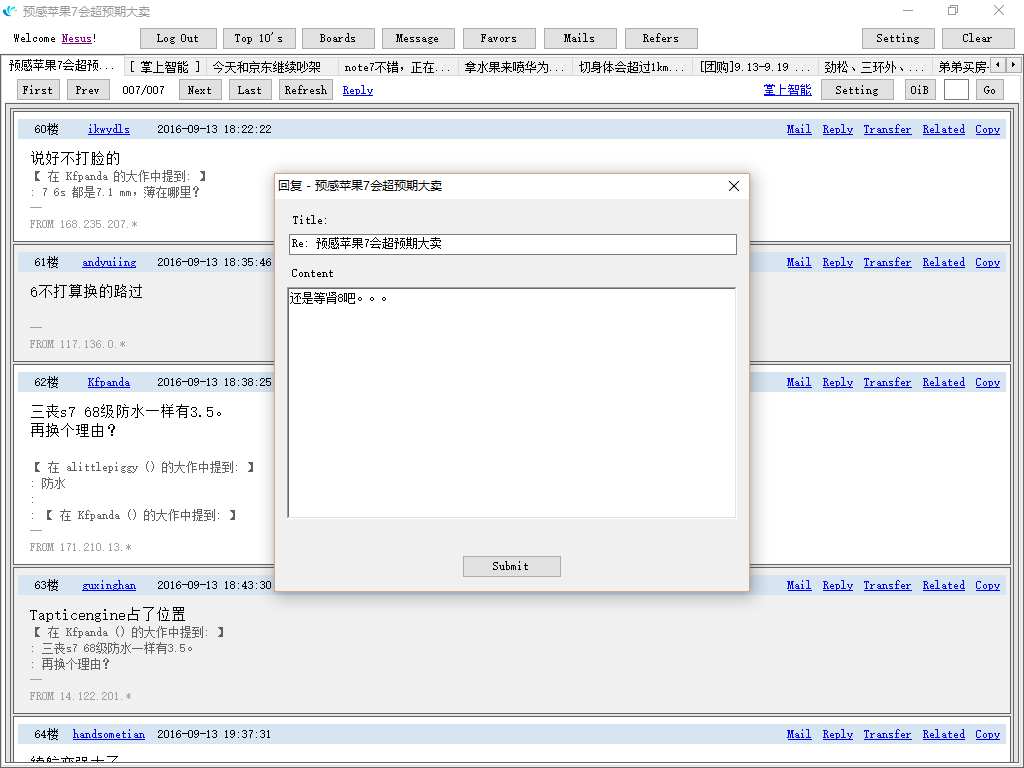 预感苹果7会超预期大卖
Welcome Nesus!
Log Out
Top 10's
Boards
Message
Favors
Mails
Refers
Setting
Clear
预感苹果7会超预...
[ 掌上智能 ]
今天和京东继续吵架
note7不错，正在...
拿水果来喷华为...
切身体会超过1km...
[团购]9.13-9.19 ...
劲松、三环外、...
弟弟买房
First
Prev
007/007
Next
Last
Refresh
Reply
掌上智能
Setting
OiB
Go
60楼 ikwydls 2016-09-13 18:22:22 Mail Reply Transfer Related Copy
说好不打脸的
【 在 Kfpanda 的大作中提到: 】
: 7 6s 都是7.1 mm，薄在哪里？
—
FROM 168.235.207.*
61楼 andyuiing 2016-09-13 18:35:46 Mail Reply Transfer Related Copy
6不打算换的路过
—
FROM 117.136.0.*
62楼 Kfpanda 2016-09-13 18:38:25 Mail Reply Transfer Related Copy
三丧s7 68级防水一样有3.5。
再换个理由？
【 在 alittlepiggy () 的大作中提到: 】
: 防水
:
: 【 在 Kfpanda () 的大作中提到: 】
—
FROM 171.210.13.*
63楼 guxinghan 2016-09-13 18:43:30 Mail Reply Transfer Related Copy
Tapticengine占了位置
【 在 Kfpanda () 的大作中提到: 】
: 三丧s7 68级防水一样有3.5。
: 再换个理由？
—
FROM 14.122.201.*
64楼 handsometian 2016-09-13 19:37:31 Mail Reply Transfer Related Copy
回复 - 预感苹果7会超预期大卖
Title:
Re: 预感苹果7会超预期大卖
Content
还是等肾8吧。。。
Submit